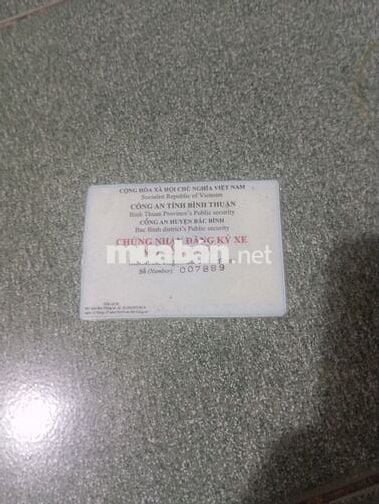 CỘNG HÒA XÃ HỘI CHỦ NGHĨA VIỆT NAM
Socialist Republic of Vietnam
CÔNG AN TỈNH BÌNH THUẬN
Binh Thuan Province's Public security
CÔNG AN HUYỆN BẮC BÌNH
Bac Binh district's Public security
CHỨNG NHẬN ĐĂNG KÝ XE
muaban.net
Số (Number): 007889